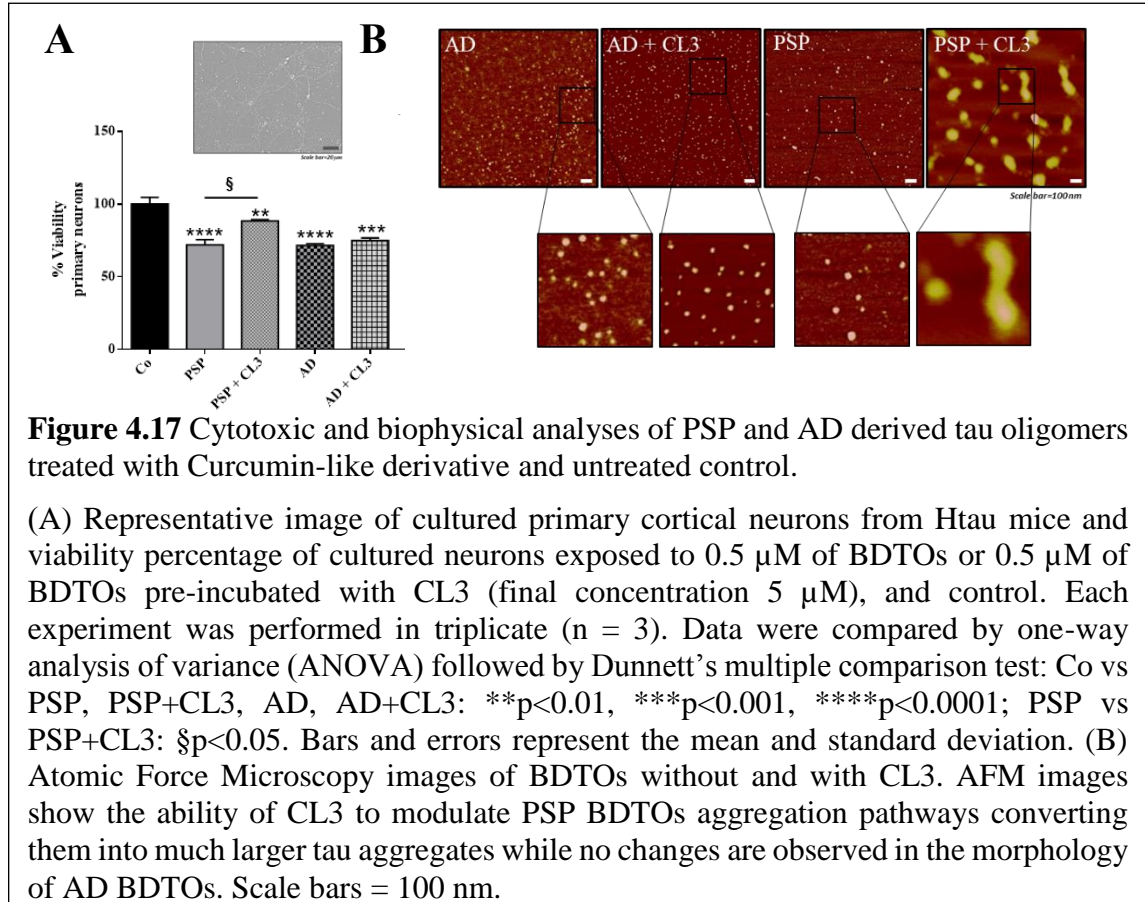 A
B
Scale bar=20µm
150
100
50
0
% Viability
primary neurons
§
****
**
****
***
Co
PSP
PSP + CL3
AD
AD + CL3
AD
AD + CL3
PSP
PSP + CL3
Scale bar=100 nm
Figure 4.17 Cytotoxic and biophysical analyses of PSP and AD derived tau oligomers
treated with Curcumin-like derivative and untreated control.
(A) Representative image of cultured primary cortical neurons from Htau mice and
viability percentage of cultured neurons exposed to 0.5 µM of BDTOs or 0.5 µM of
BDTOs pre-incubated with CL3 (final concentration 5 µM), and control. Each
experiment was performed in triplicate (n = 3). Data were compared by one-way
analysis of variance (ANOVA) followed by Dunnett’s multiple comparison test: Co vs
PSP, PSP+CL3, AD, AD+CL3: **p<0.01, ***p<0.001, ****p<0.0001; PSP vs
PSP+CL3: §p<0.05. Bars and errors represent the mean and standard deviation. (B)
Atomic Force Microscopy images of BDTOs without and with CL3. AFM images
show the ability of CL3 to modulate PSP BDTOs aggregation pathways converting
them into much larger tau aggregates while no changes are observed in the morphology
of AD BDTOs. Scale bars = 100 nm.